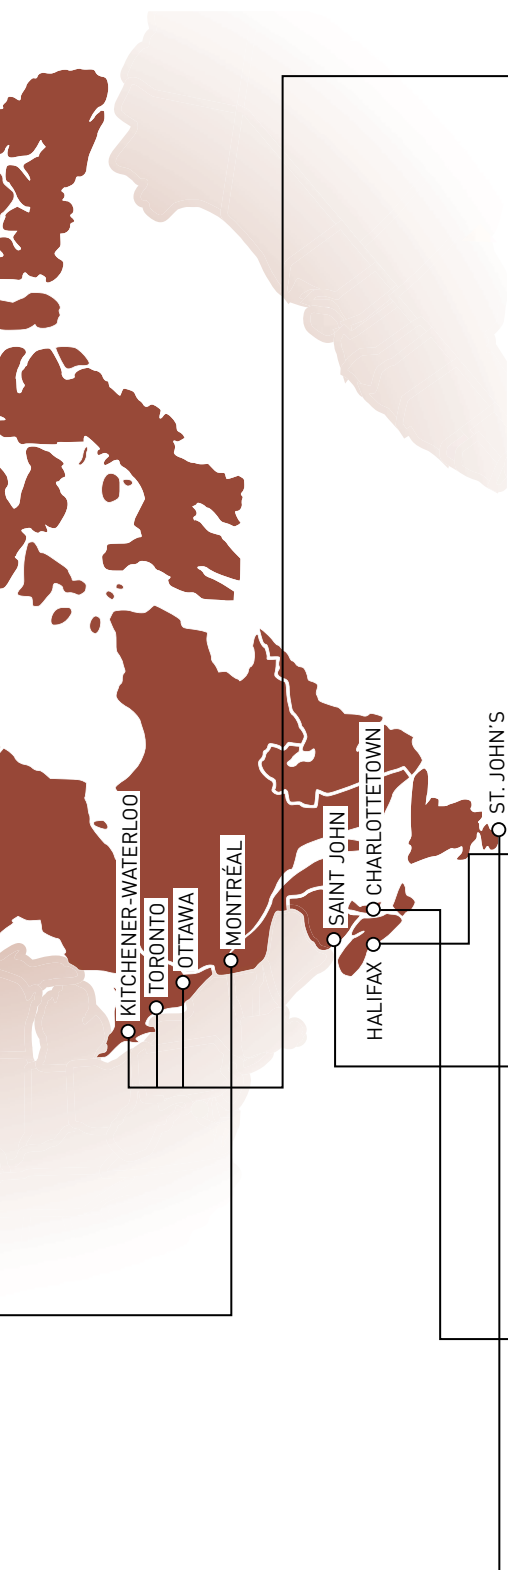 KITCHENER-WATERLOO
TORONTO
OTTAWA
MONTRÉAL
SAINT JOHN
CHARLOTTETOWN
HALIFAX
ST. JOHN'S